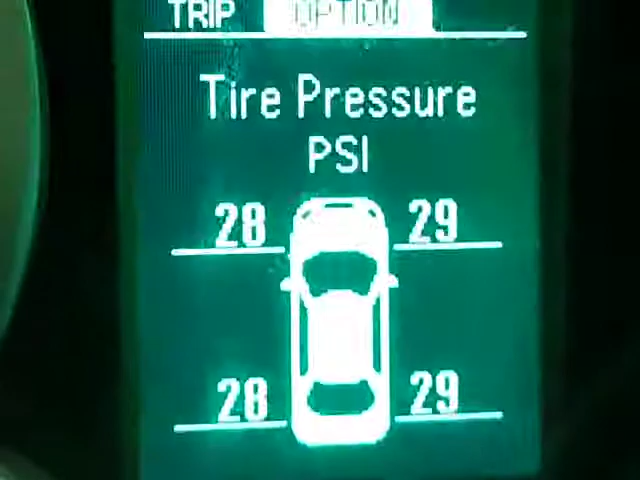 TRIP OPTION
Tire Pressure
PSI
28 29
28 29